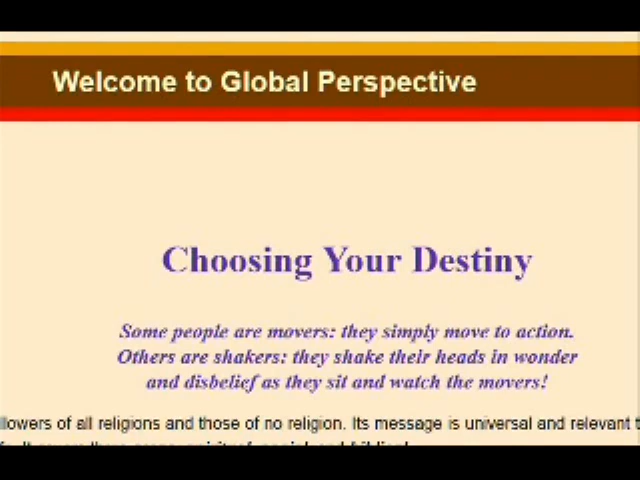 Welcome to Global Perspective
Choosing Your Destiny
Some people are movers: they simply move to action.
Others are shakers: they shake their heads in wonder
and disbelief as they sit and watch the movers!
llowers of all religions and those of no religion. Its message is universal and relevant t